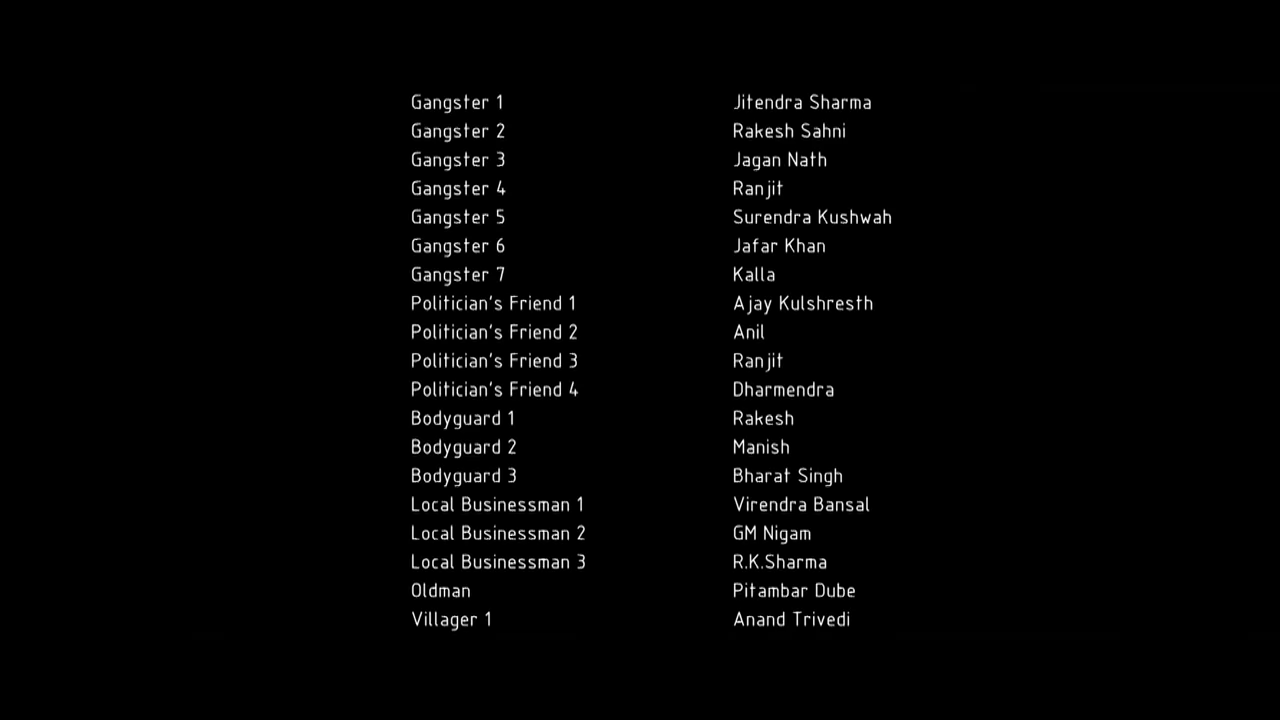 Gangster 1 Jitendra Sharma
Gangster 2 Rakesh Sahni
Gangster 3 Jagan Nath
Gangster 4 Ranjit
Gangster 5 Surendra Kushwah
Gangster 6 Jafar Khan
Gangster 7 Kalla
Politician's Friend 1 Ajay Kulshresth
Politician's Friend 2 Anil
Politician's Friend 3 Ranjit
Politician's Friend 4 Dharmendra
Bodyguard 1 Rakesh
Bodyguard 2 Manish
Bodyguard 3 Bharat Singh
Local Businessman 1 Virendra Bansal
Local Businessman 2 GM Nigam
Local Businessman 3 R.K.Sharma
Oldman Pitambar Dube
Villager 1 Anand Trivedi